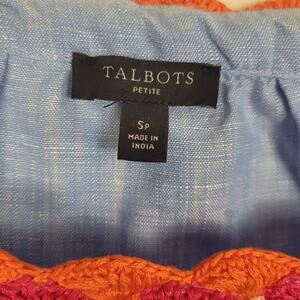 TALBOTS
PETITE
SP
MADE IN
INDIA